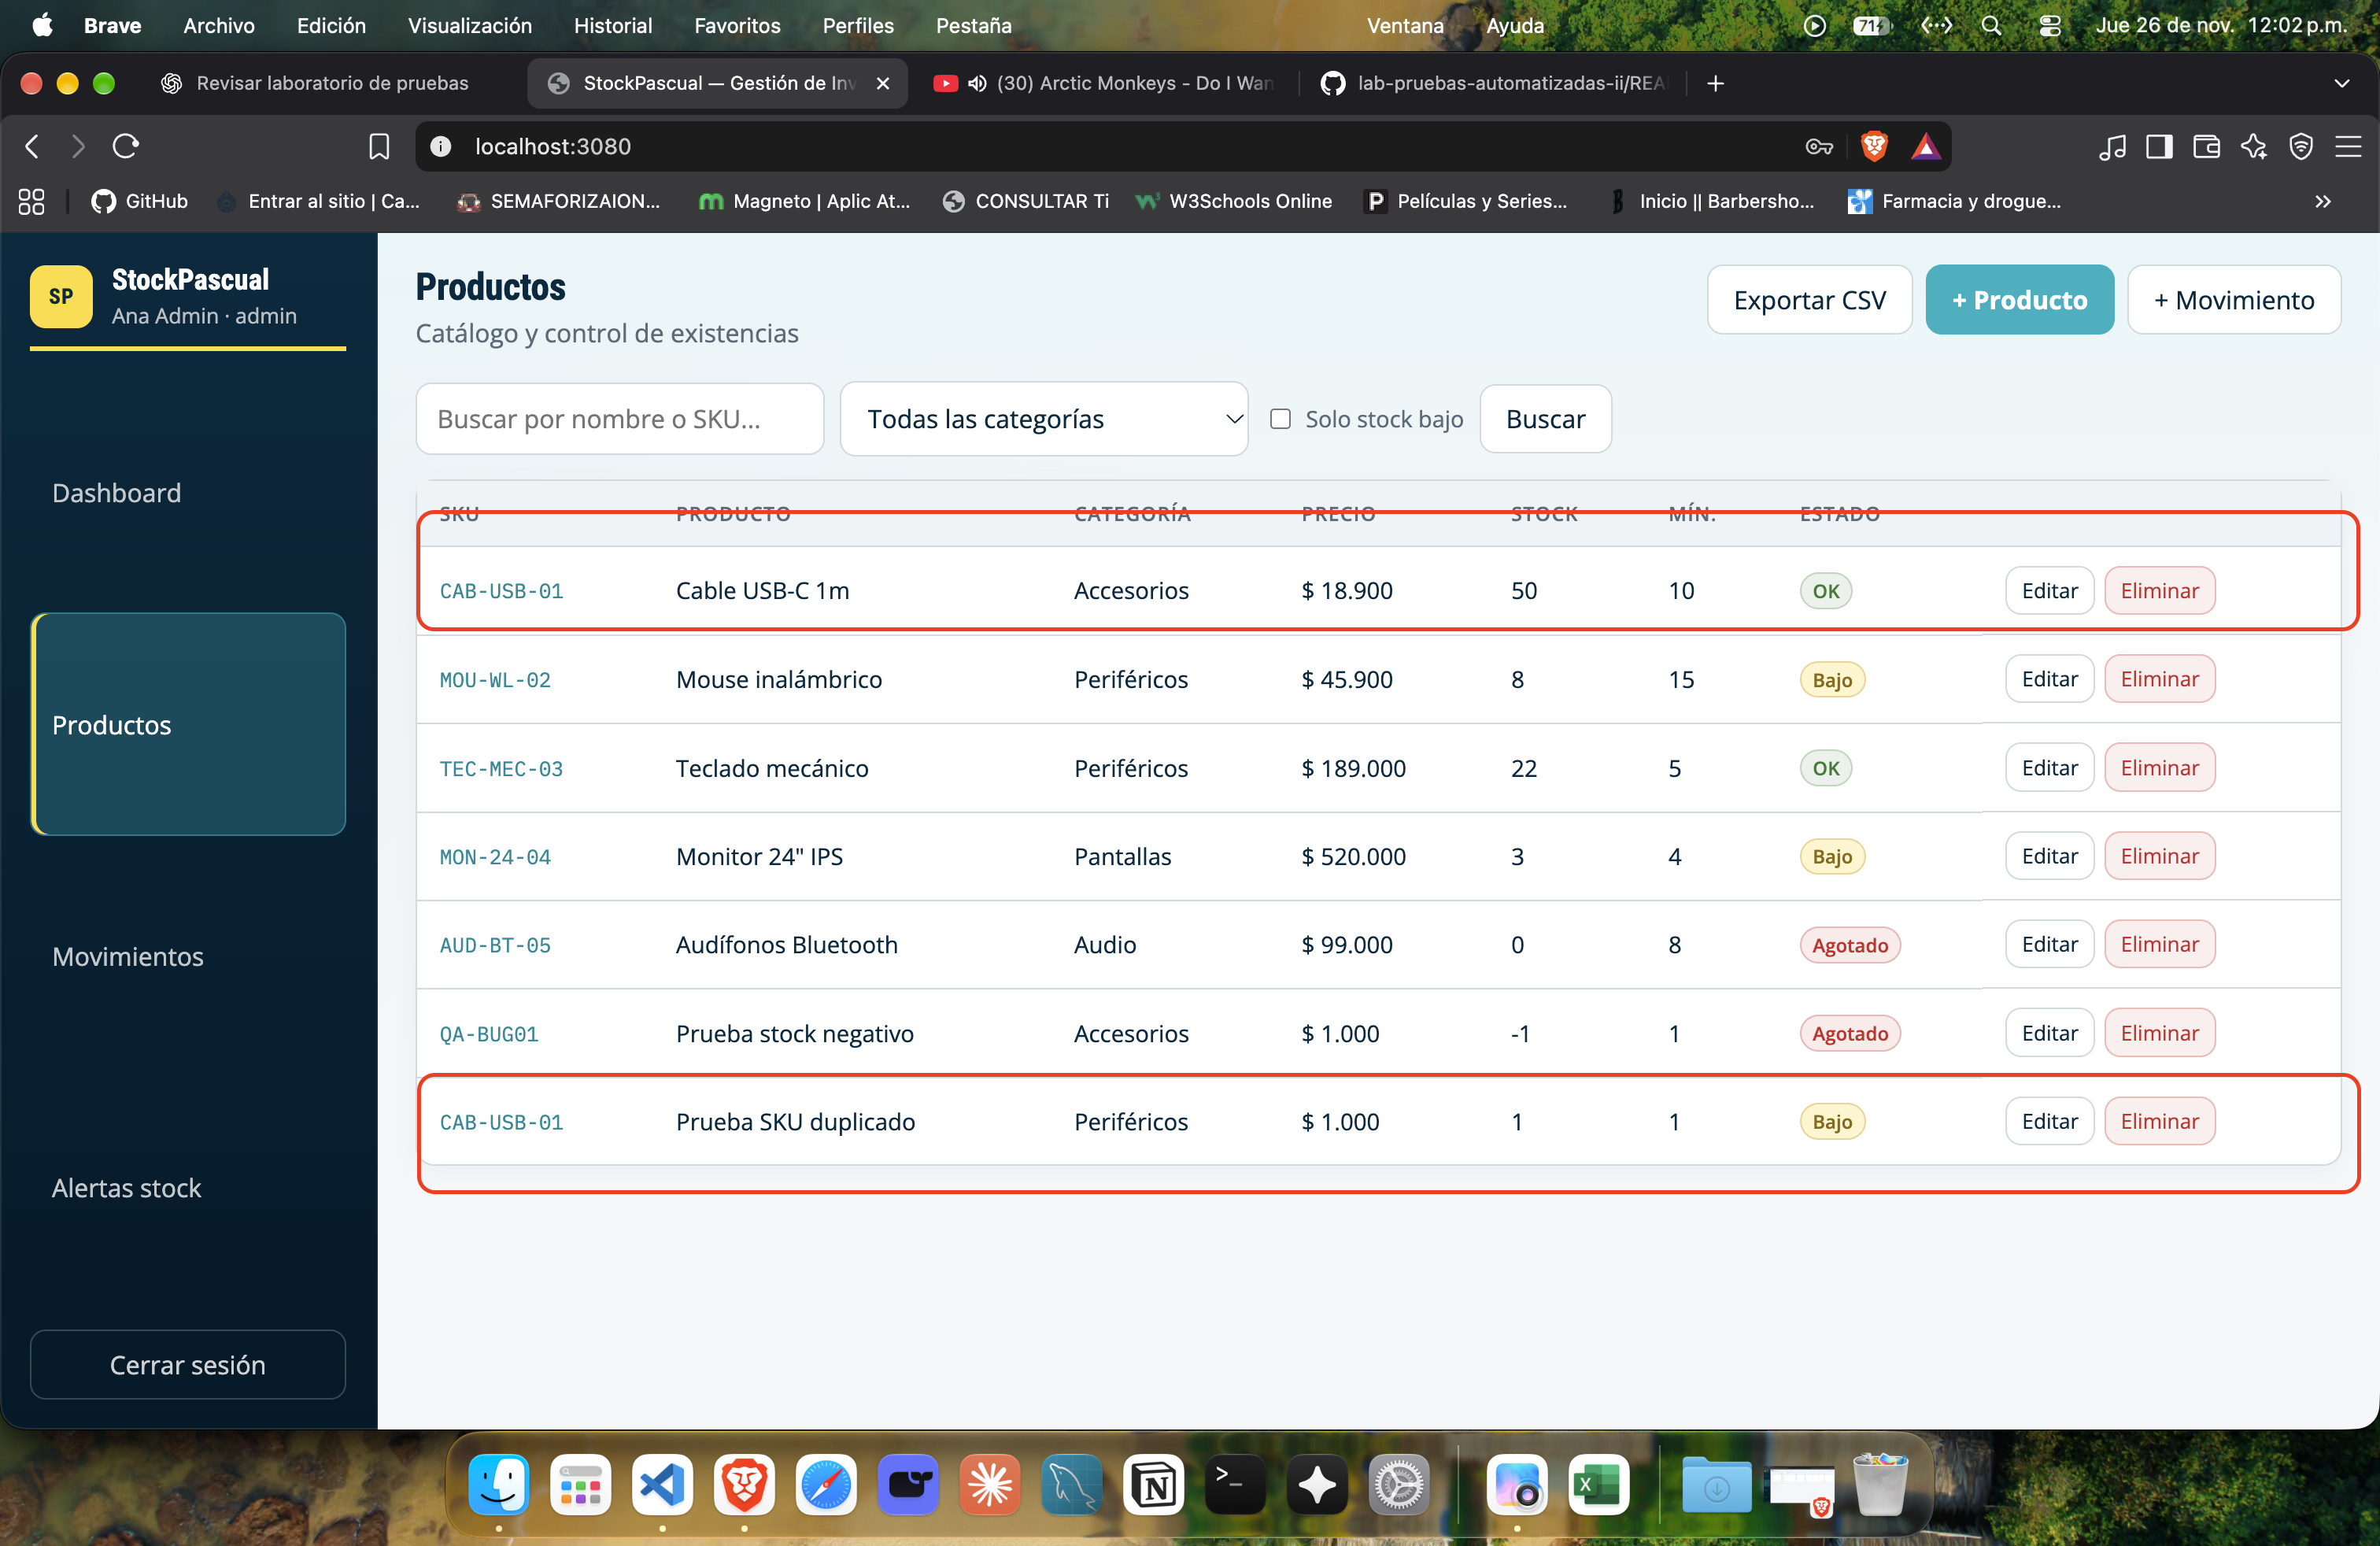 Brave Archivo Edición Visualización Historial Favoritos Perfiles Pestaña Ventana Ayuda 71 Jue 26 de nov. 12:02 p.m.
Revisar laboratorio de pruebas StockPascual — Gestión de Inv (30) Arctic Monkeys - Do I Wan lab-pruebas-automatizadas-ii/REA
localhost:3080
GitHub Entrar al sitio | Ca... SEMAFORIZAION... Magneto | Aplic At... CONSULTAR Ti W3Schools Online Películas y Series... Inicio || Barbersho... Farmacia y drogue...
SP
StockPascual
Ana Admin · admin
Dashboard
Productos
Movimientos
Alertas stock
Cerrar sesión
Productos
Catálogo y control de existencias
Exportar CSV + Producto + Movimiento
Buscar por nombre o SKU... Todas las categorías Solo stock bajo Buscar
SKU PRODUCTO CATEGORÍA PRECIO STOCK MÍN. ESTADO
CAB-USB-01 Cable USB-C 1m Accesorios $ 18.900 50 10 OK Editar Eliminar
MOU-WL-02 Mouse inalámbrico Periféricos $ 45.900 8 15 Bajo Editar Eliminar
TEC-MEC-03 Teclado mecánico Periféricos $ 189.000 22 5 OK Editar Eliminar
MON-24-04 Monitor 24" IPS Pantallas $ 520.000 3 4 Bajo Editar Eliminar
AUD-BT-05 Audífonos Bluetooth Audio $ 99.000 0 8 Agotado Editar Eliminar
QA-BUG01 Prueba stock negativo Accesorios $ 1.000 -1 1 Agotado Editar Eliminar
CAB-USB-01 Prueba SKU duplicado Periféricos $ 1.000 1 1 Bajo Editar Eliminar